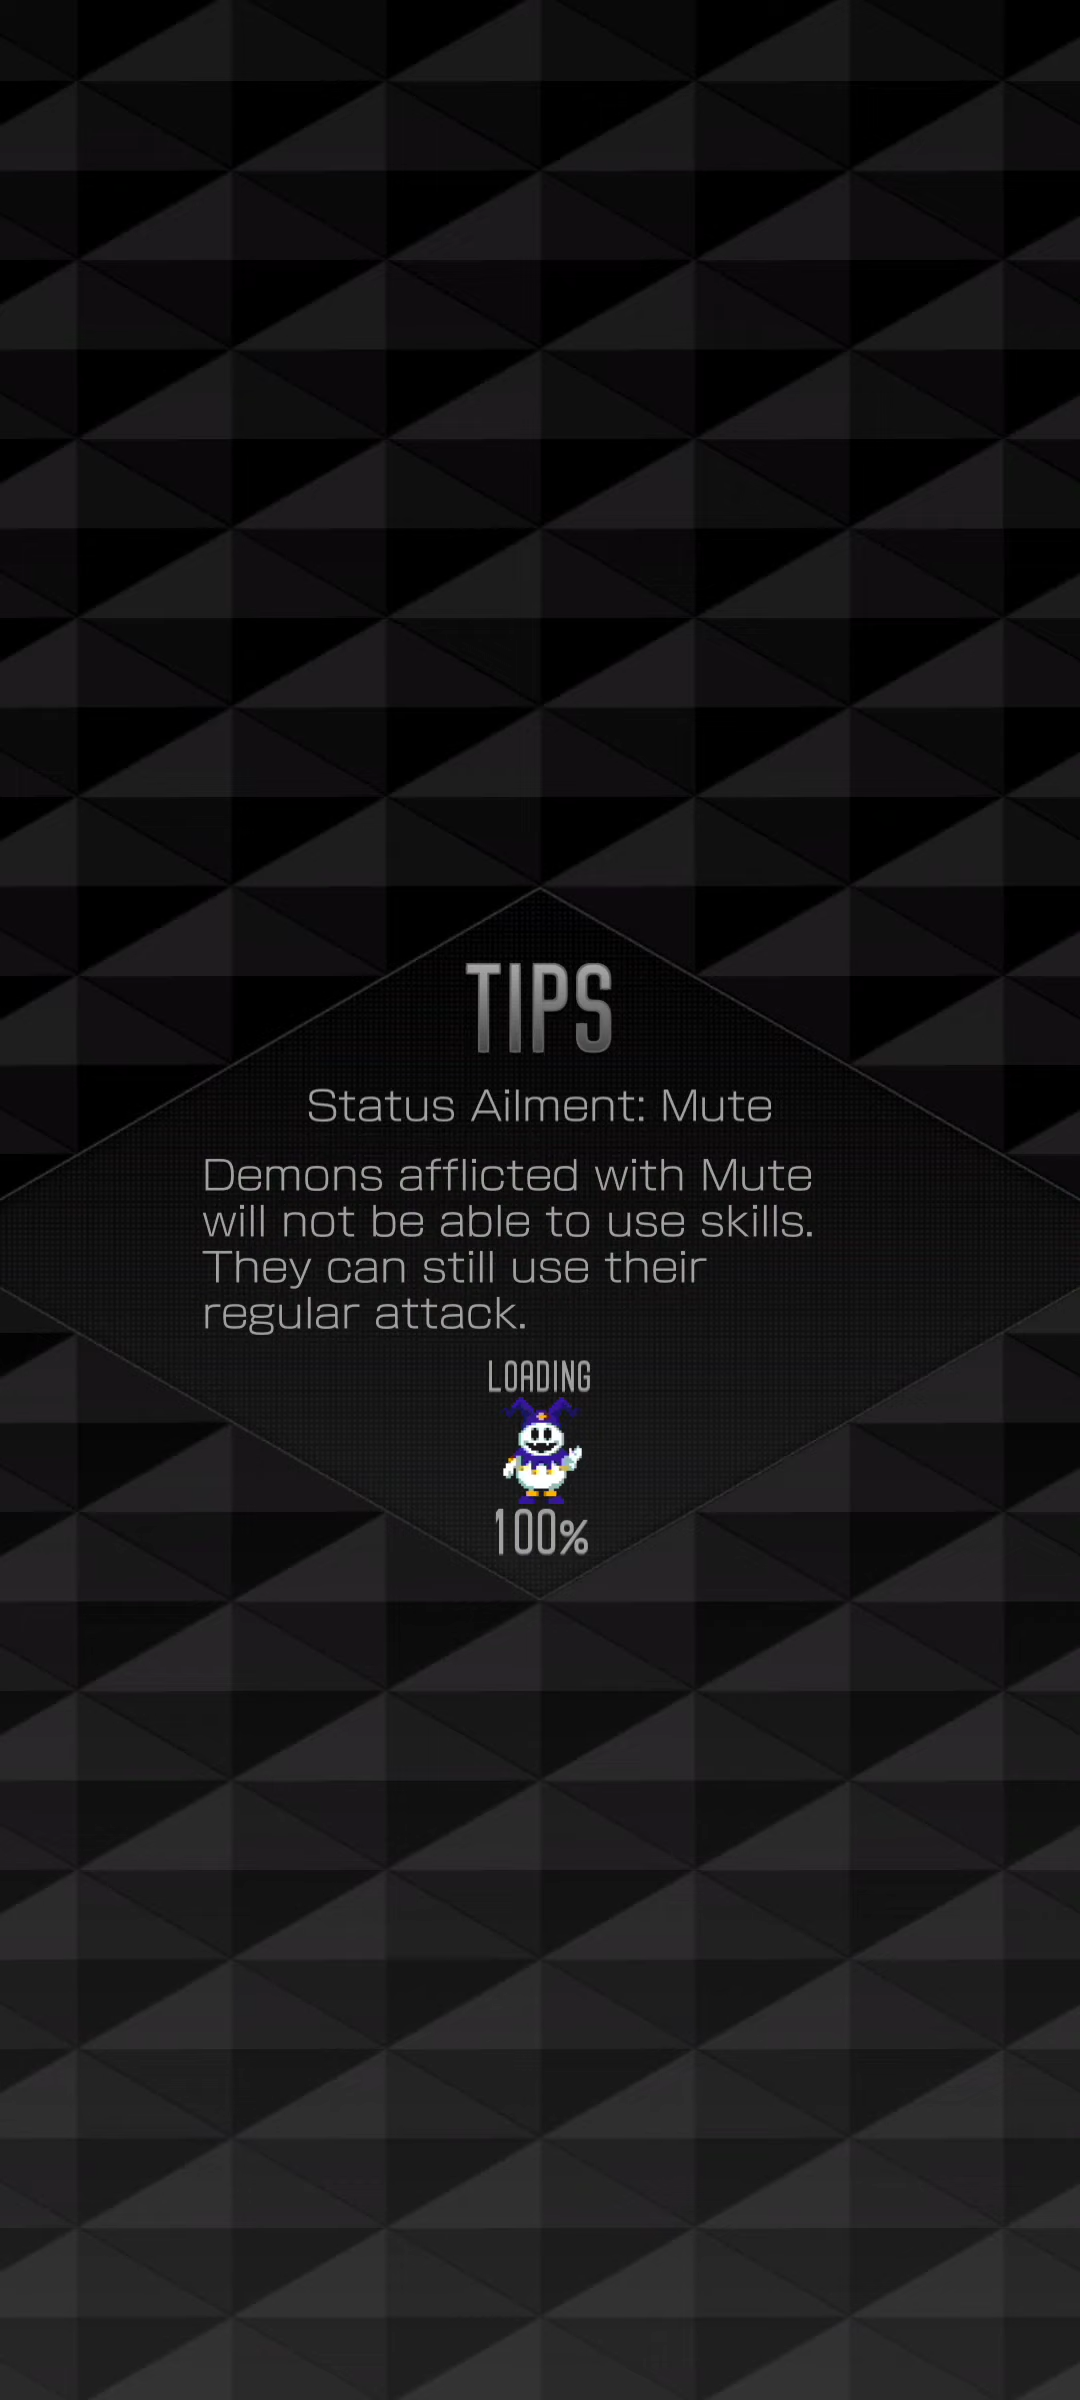 TIPS
Status Ailment: Mute
Demons afflicted with Mute
will not be able to use skills.
They can still use their
regular attack.
LOADING
100%